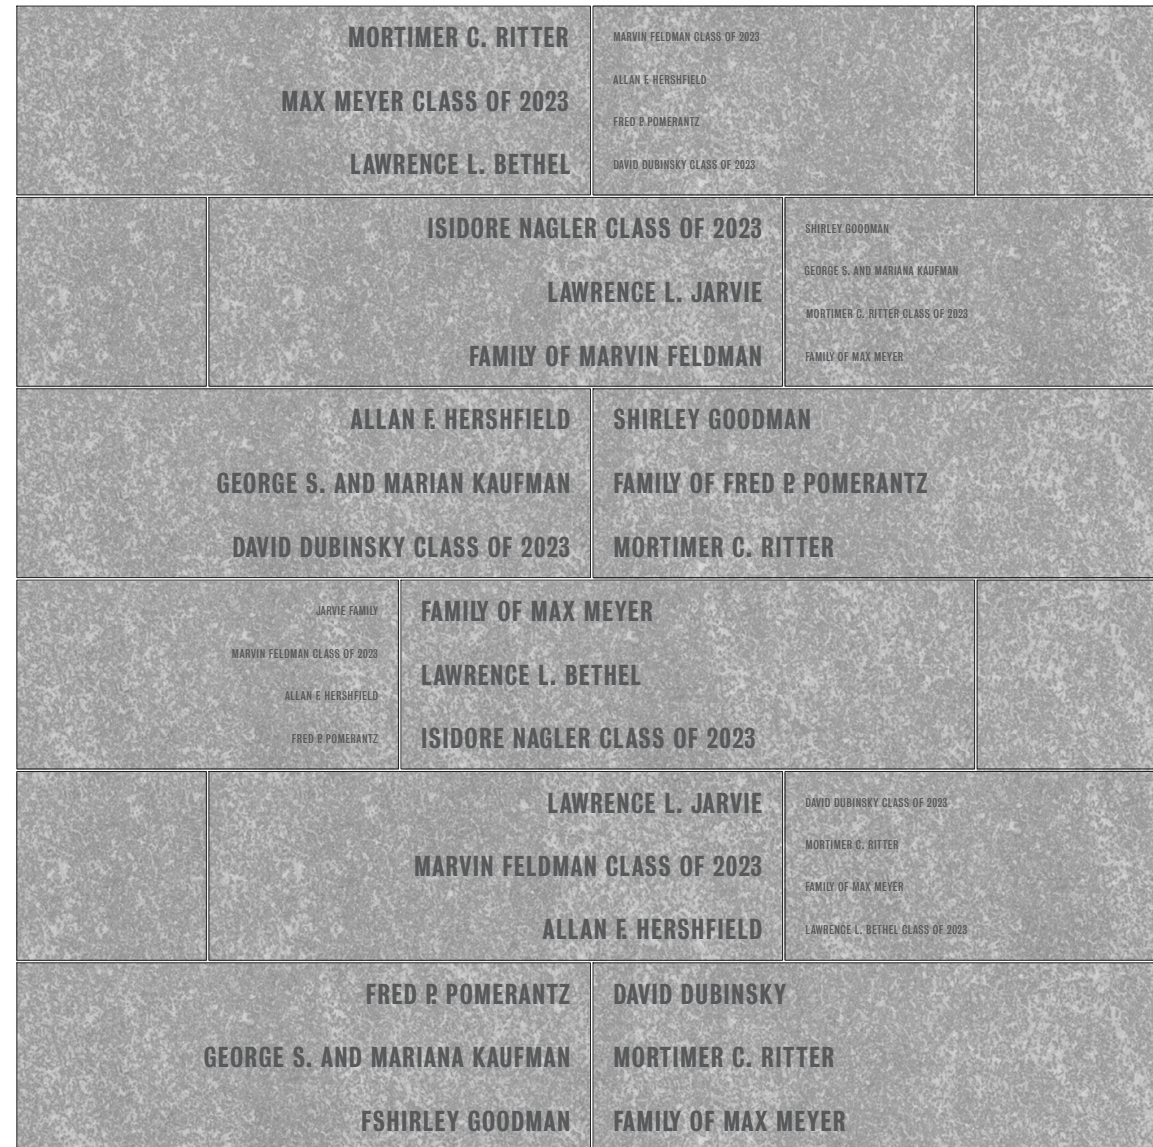 MORTIMER C. RITTER
MAX MEYER CLASS OF 2023
LAWRENCE L. BETHEL
MARVIN FELDMAN CLASS OF 2023
ALLAN F. HERSHFIELD
FRED P. POMERANTZ
DAVID DUBINSKY CLASS OF 2023
ISIDORE NAGLER CLASS OF 2023
LAWRENCE L. JARVIE
FAMILY OF MARVIN FELDMAN
SHIRLEY GOODMAN
GEORGE S. AND MARIANA KAUFMAN
MORTIMER C. RITTER CLASS OF 2023
FAMILY OF MAX MEYER
ALLAN F. HERSHFIELD
GEORGE S. AND MARIAN KAUFMAN
DAVID DUBINSKY CLASS OF 2023
SHIRLEY GOODMAN
FAMILY OF FRED P. POMERANTZ
MORTIMER C. RITTER
JARVIE FAMILY
MARVIN FELDMAN CLASS OF 2023
ALLAN F. HERSHFIELD
FRED P. POMERANTZ
FAMILY OF MAX MEYER
LAWRENCE L. BETHEL
ISIDORE NAGLER CLASS OF 2023
LAWRENCE L. JARVIE
MARVIN FELDMAN CLASS OF 2023
ALLAN F. HERSHFIELD
DAVID DUBINSKY CLASS OF 2023
MORTIMER C. RITTER
FAMILY OF MAX MEYER
LAWRENCE L. BETHEL CLASS OF 2023
FRED P. POMERANTZ
GEORGE S. AND MARIANA KAUFMAN
FSHIRLEY GOODMAN
DAVID DUBINSKY
MORTIMER C. RITTER
FAMILY OF MAX MEYER